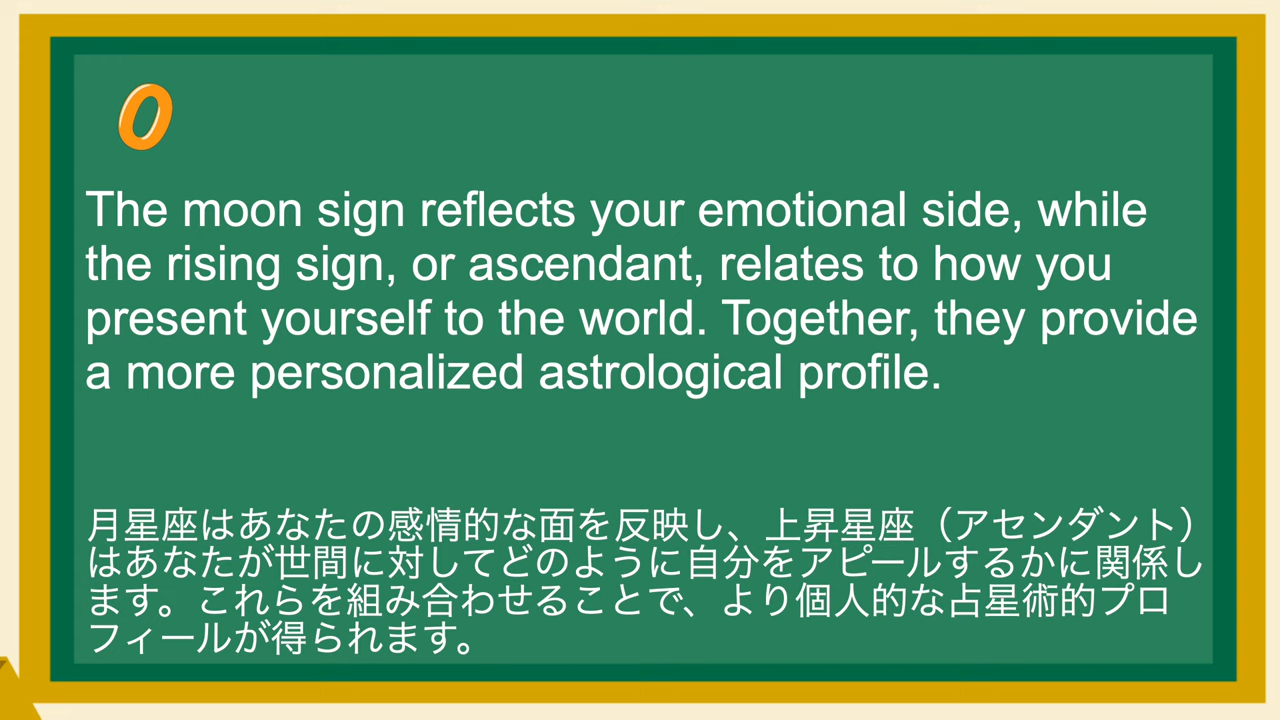 0
The moon sign reflects your emotional side, while
the rising sign, or ascendant, relates to how you
present yourself to the world. Together, they provide
a more personalized astrological profile.
月星座はあなたの感情的な面を反映し、上昇星座（アセンダント）
はあなたが世間に対してどのように自分をアピールするかに関係し
ます。これらを組み合わせることで、より個人的な占星術的プロ
フィールが得られます。